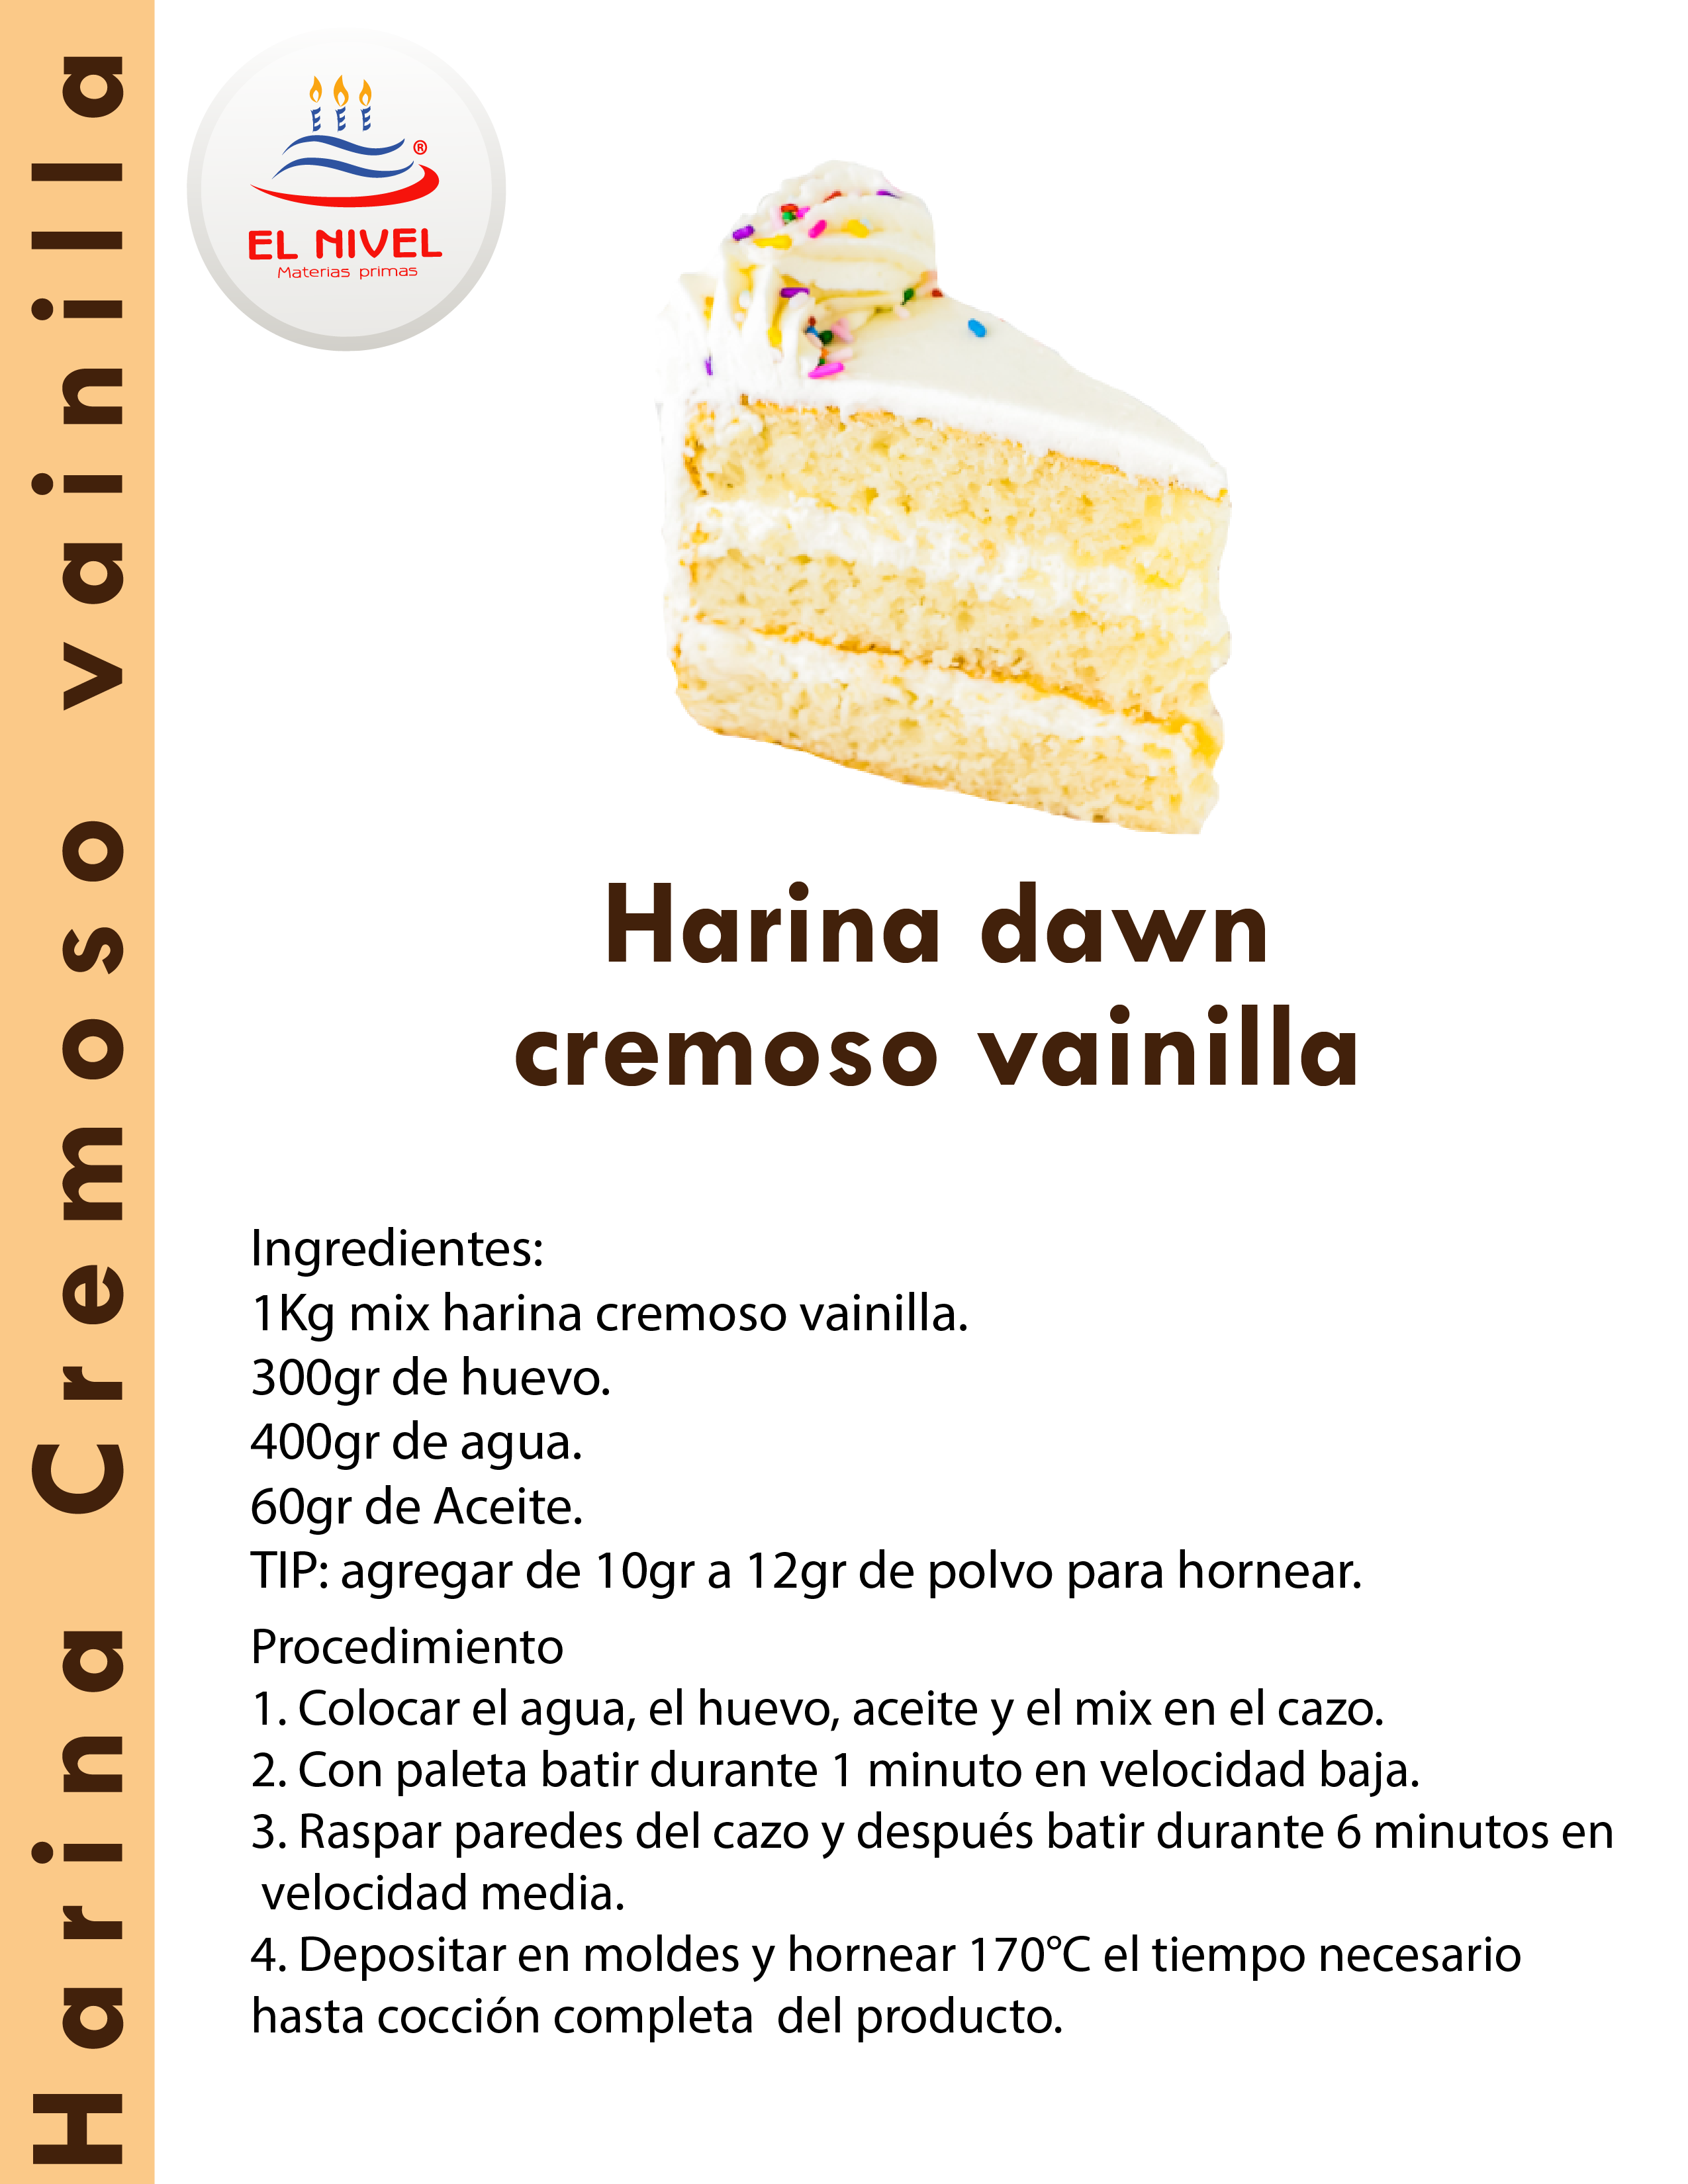 Harina Cremoso vainilla
®
EL NIVEL
Materias primas
Harina dawn
cremoso vainilla
Ingredientes:
1Kg mix harina cremoso vainilla.
300gr de huevo.
400gr de agua.
60gr de Aceite.
TIP: agregar de 10gr a 12gr de polvo para hornear.
Procedimiento
1. Colocar el agua, el huevo, aceite y el mix en el cazo.
2. Con paleta batir durante 1 minuto en velocidad baja.
3. Raspar paredes del cazo y después batir durante 6 minutos en
velocidad media.
4. Depositar en moldes y hornear 170°C el tiempo necesario
hasta cocción completa  del producto.